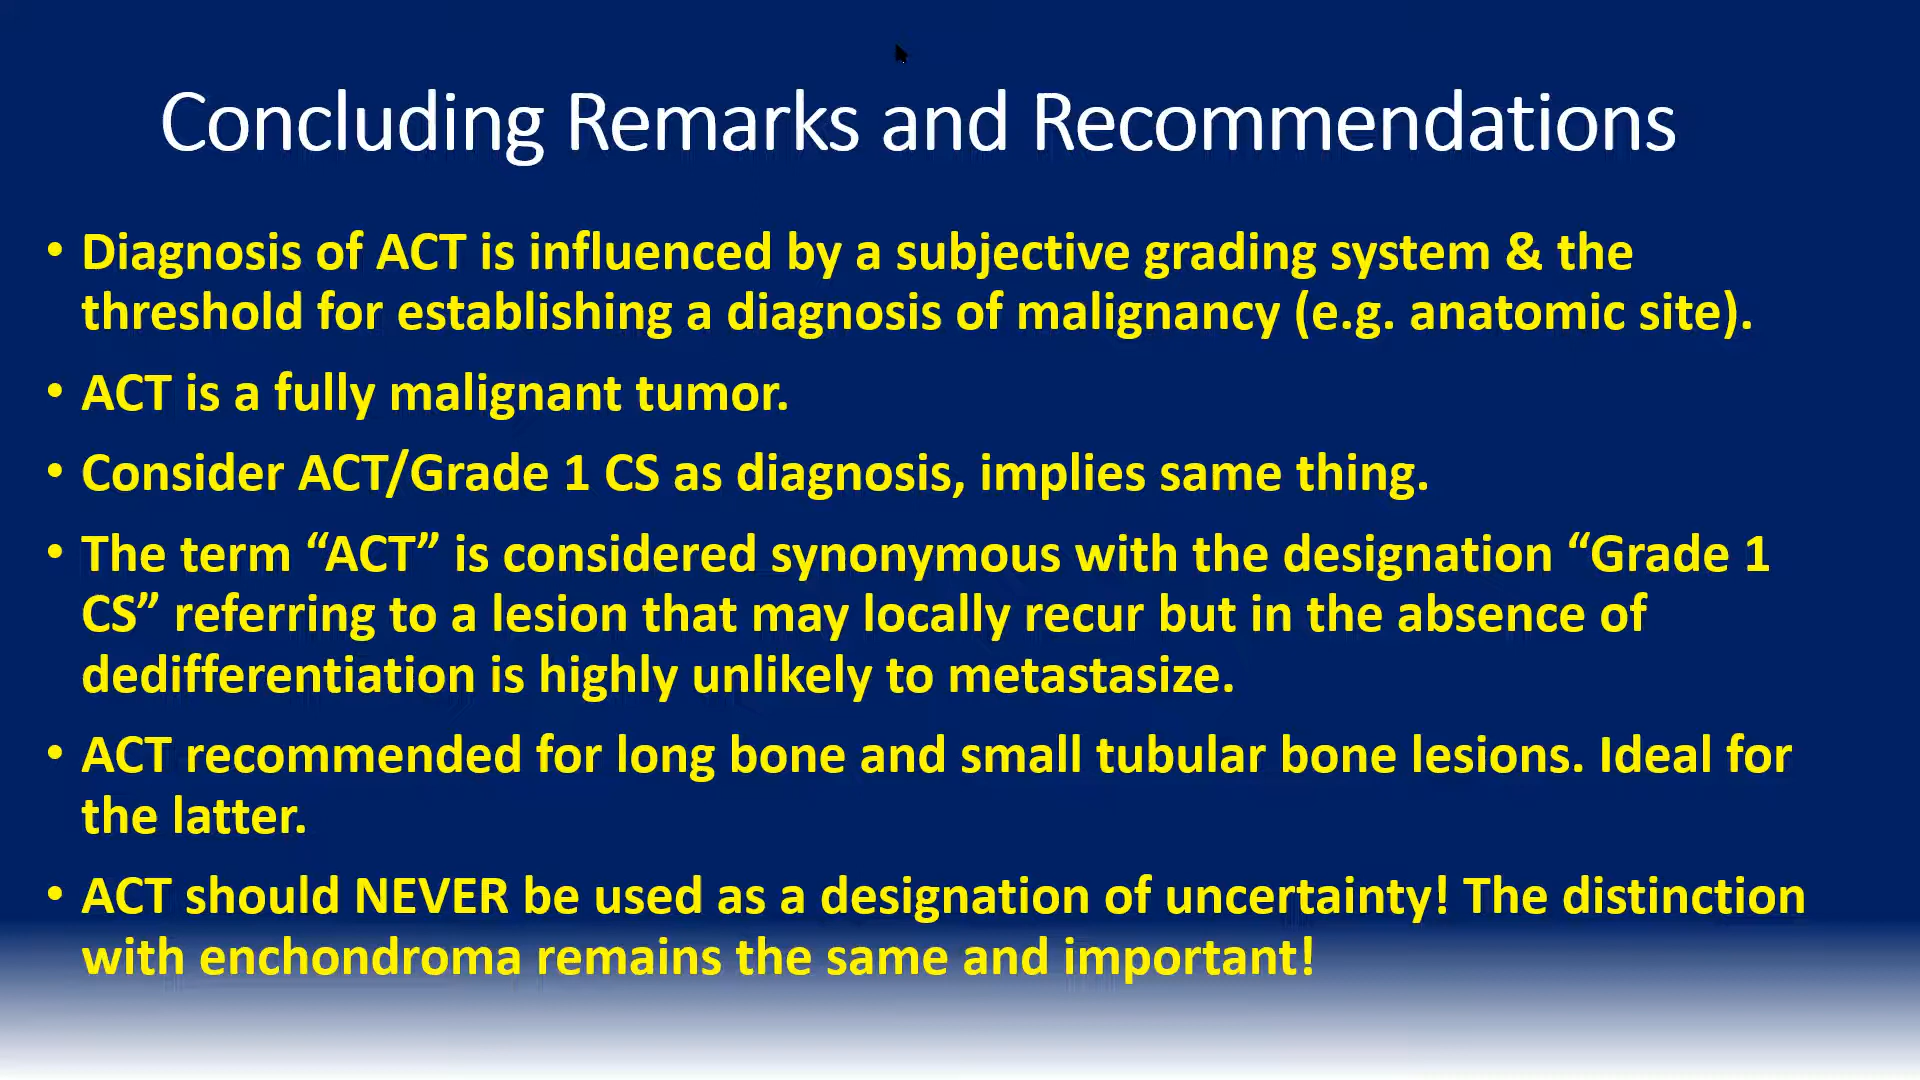 Concluding Remarks and Recommendations
• Diagnosis of ACT is influenced by a subjective grading system & the
threshold for establishing a diagnosis of malignancy (e.g. anatomic site).
• ACT is a fully malignant tumor.
• Consider ACT/Grade 1 CS as diagnosis, implies same thing.
• The term “ACT” is considered synonymous with the designation “Grade 1
CS” referring to a lesion that may locally recur but in the absence of
dedifferentiation is highly unlikely to metastasize.
• ACT recommended for long bone and small tubular bone lesions. Ideal for
the latter.
• ACT should NEVER be used as a designation of uncertainty! The distinction
with enchondroma remains the same and important!